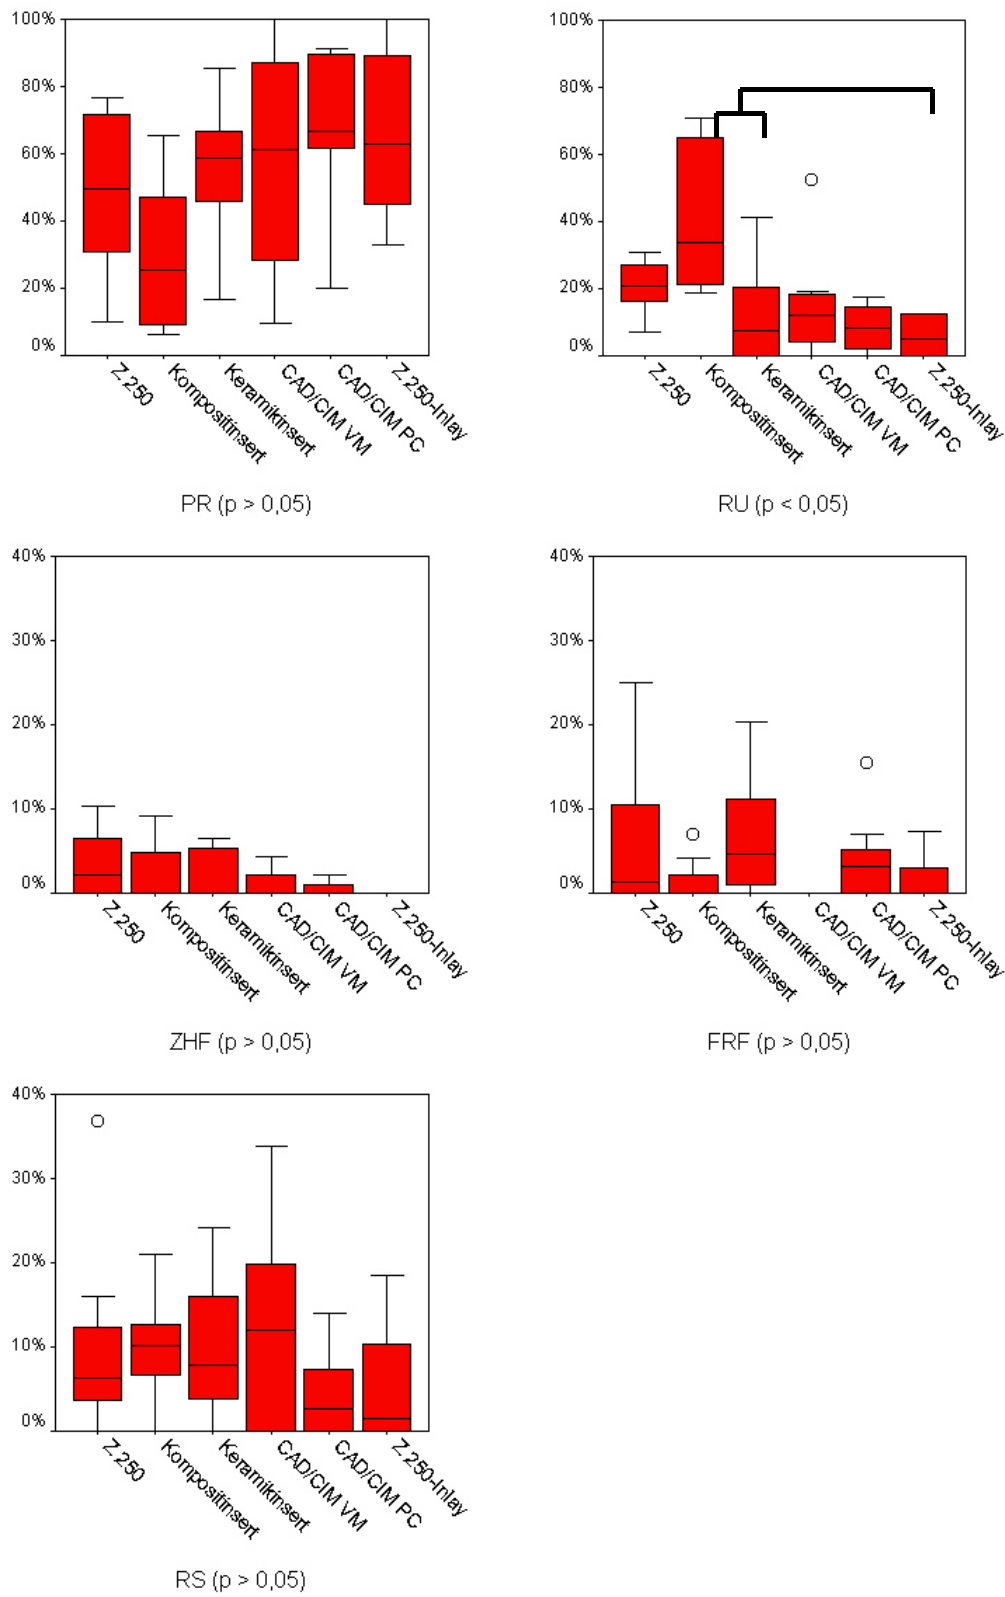 100%
80%
60%
40%
20%
0%
Z 250
Kompositinsert
Keramikinsert
CAD/CIM VM
CAD/CIM PC
Z 250-Inlay
PR (p > 0,05)
100%
80%
60%
40%
20%
0%
Z 250
Kompositinsert
Keramikinsert
CAD/CIM VM
CAD/CIM PC
Z 250-Inlay
RU (p < 0,05)
40%
30%
20%
10%
0%
Z 250
Kompositinsert
Keramikinsert
CAD/CIM VM
CAD/CIM PC
Z 250-Inlay
ZHF (p > 0,05)
40%
30%
20%
10%
0%
Z 250
Kompositinsert
Keramikinsert
CAD/CIM VM
CAD/CIM PC
Z 250-Inlay
FRF (p > 0,05)
40%
30%
20%
10%
0%
Z 250
Kompositinsert
Keramikinsert
CAD/CIM VM
CAD/CIM PC
Z 250-Inlay
RS (p > 0,05)